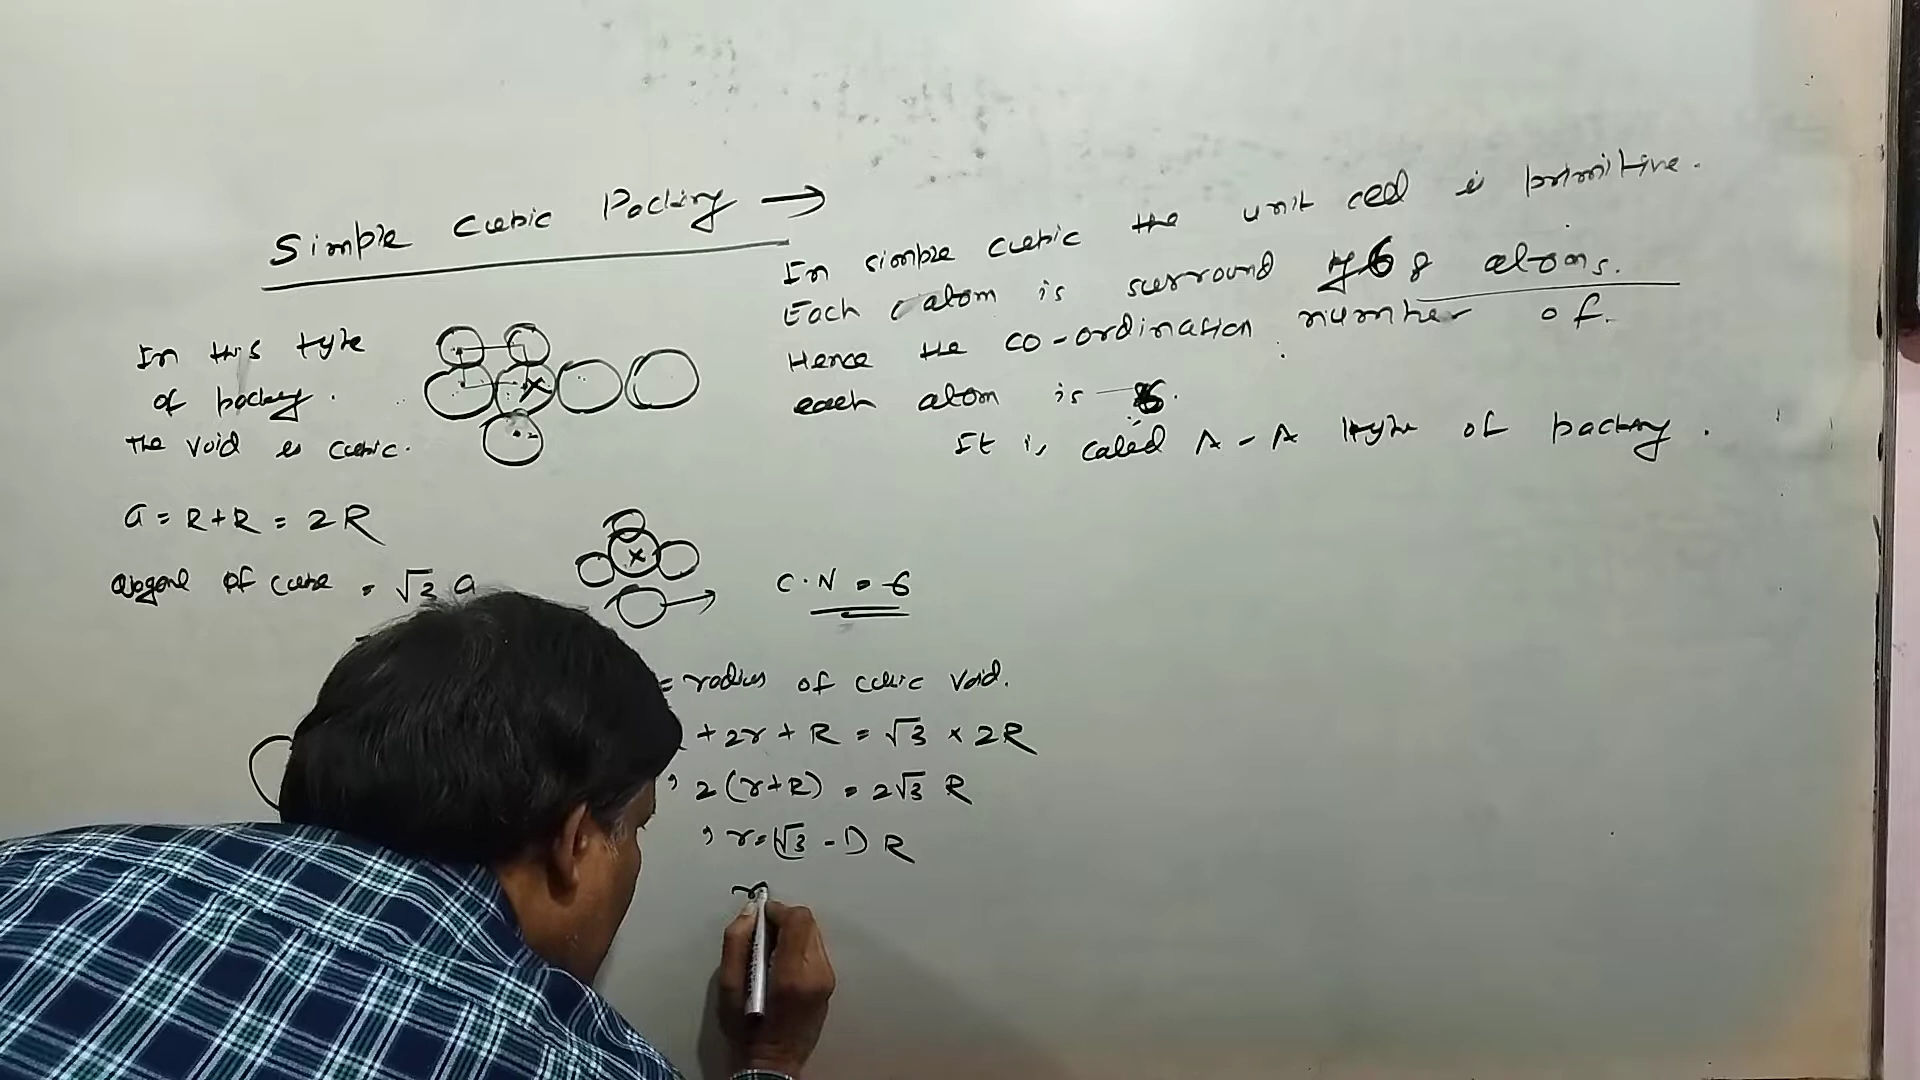 Simple Cubic Packing →
In this type
of packing.
The void is cubic.
a = R + R = 2R
of cube = √3 a
In simple cubic the unit cell is primitive.
Each atom is surround by 6 atoms.
Hence the co-ordination number of
each atom is - 6.
It is called A - A type of packing.
C.N = 6
= radius of cubic void.
+ 2r + R = √3 × 2R
, 2(r+R) = 2√3 R
, r = (√3 - 1) R
r